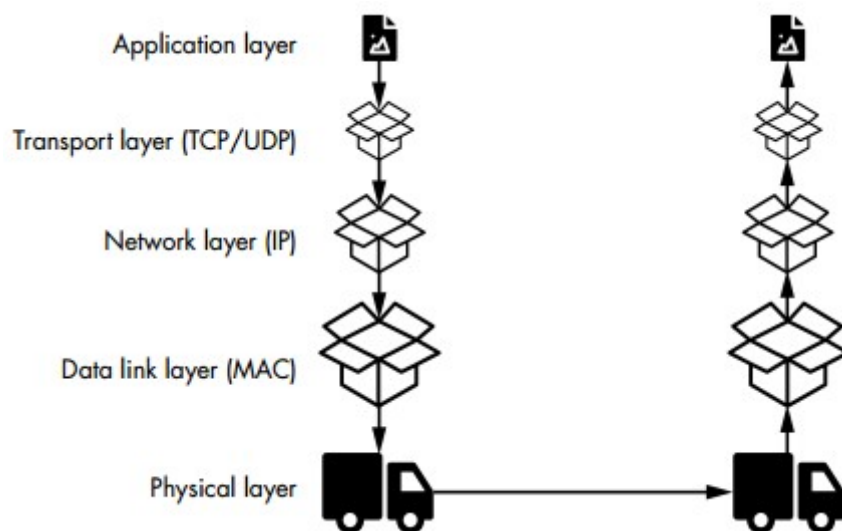 Application layer
Transport layer (TCP/UDP)
Network layer (IP)
Data link layer (MAC)
Physical layer